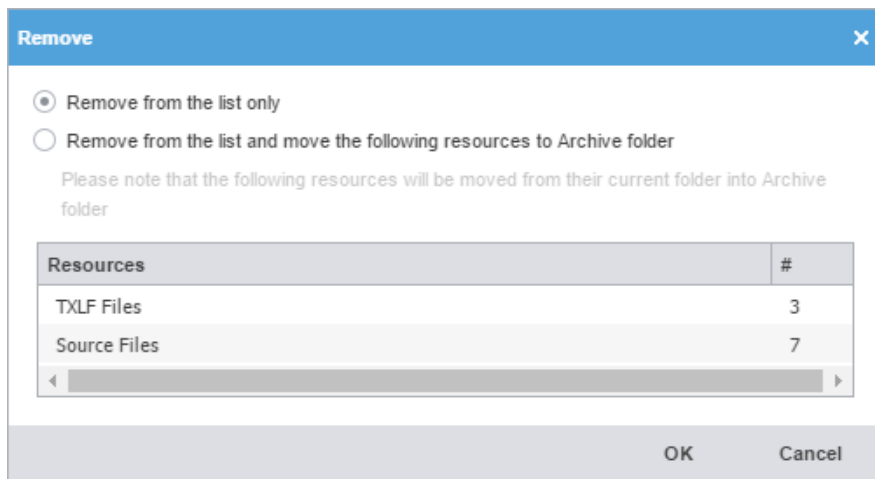 Remove
Remove from the list only
Remove from the list and move the following resources to Archive folder
Please note that the following resources will be moved from their current folder into Archive
folder
Resources #
TXLF Files 3
Source Files 7
OK Cancel